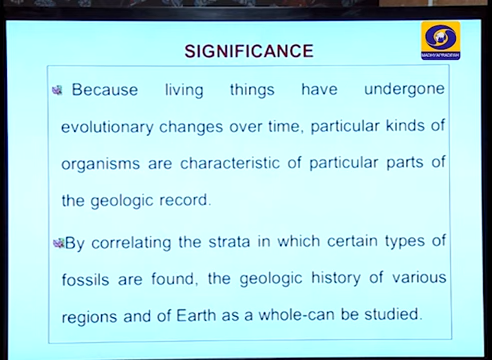 SIGNIFICANCE
MADHYAPRADESH
Because living things have undergone
evolutionary changes over time, particular kinds of
organisms are characteristic of particular parts of
the geologic record.
By correlating the strata in which certain types of
fossils are found, the geologic history of various
regions and of Earth as a whole-can be studied.